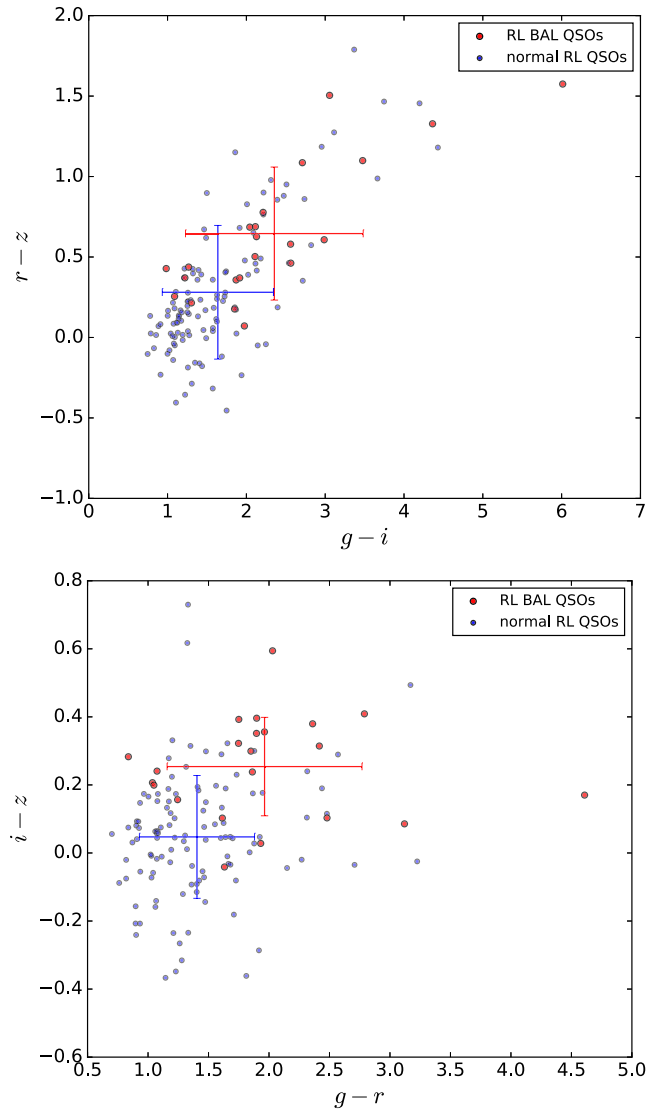 2.0
1.5
1.0
0.5
0.0
−0.5
−1.0
r − z
RL BAL QSOs
normal RL QSOs
0 1 2 3 4 5 6 7
g − i
0.8
0.6
0.4
0.2
0.0
−0.2
−0.4
−0.6
i − z
RL BAL QSOs
normal RL QSOs
0.5 1.0 1.5 2.0 2.5 3.0 3.5 4.0 4.5 5.0
g − r